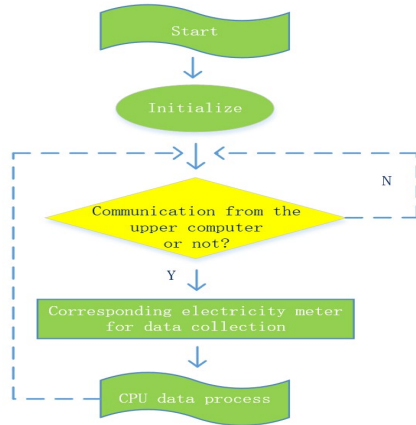 Start
Initialize
N
Communication from the
upper computer
or not?
Y
Corresponding electricity meter
for data collection
CPU data process